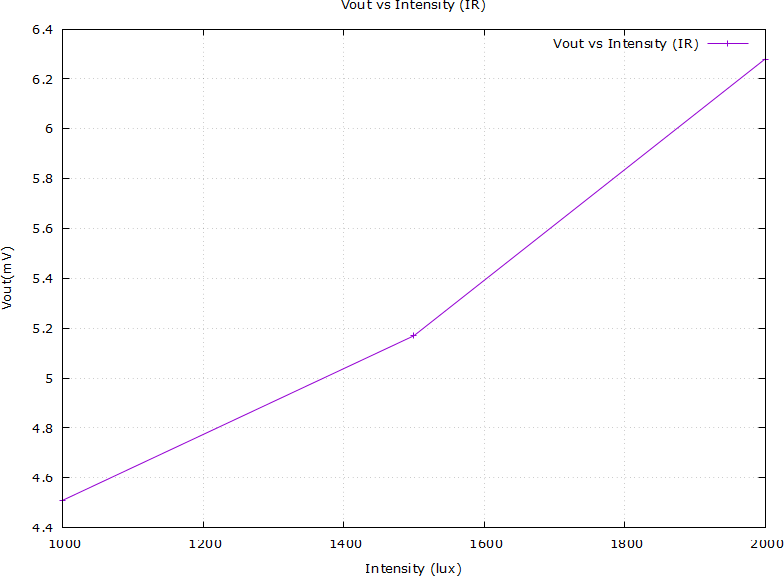 Vout vs Intensity (IR)
6.4
Vout vs Intensity (IR)
6.2
6
5.8
5.6
5.4
5.2
5
4.8
4.6
4.4
Vout(mV)
1000 1200 1400 1600 1800 2000
Intensity (lux)